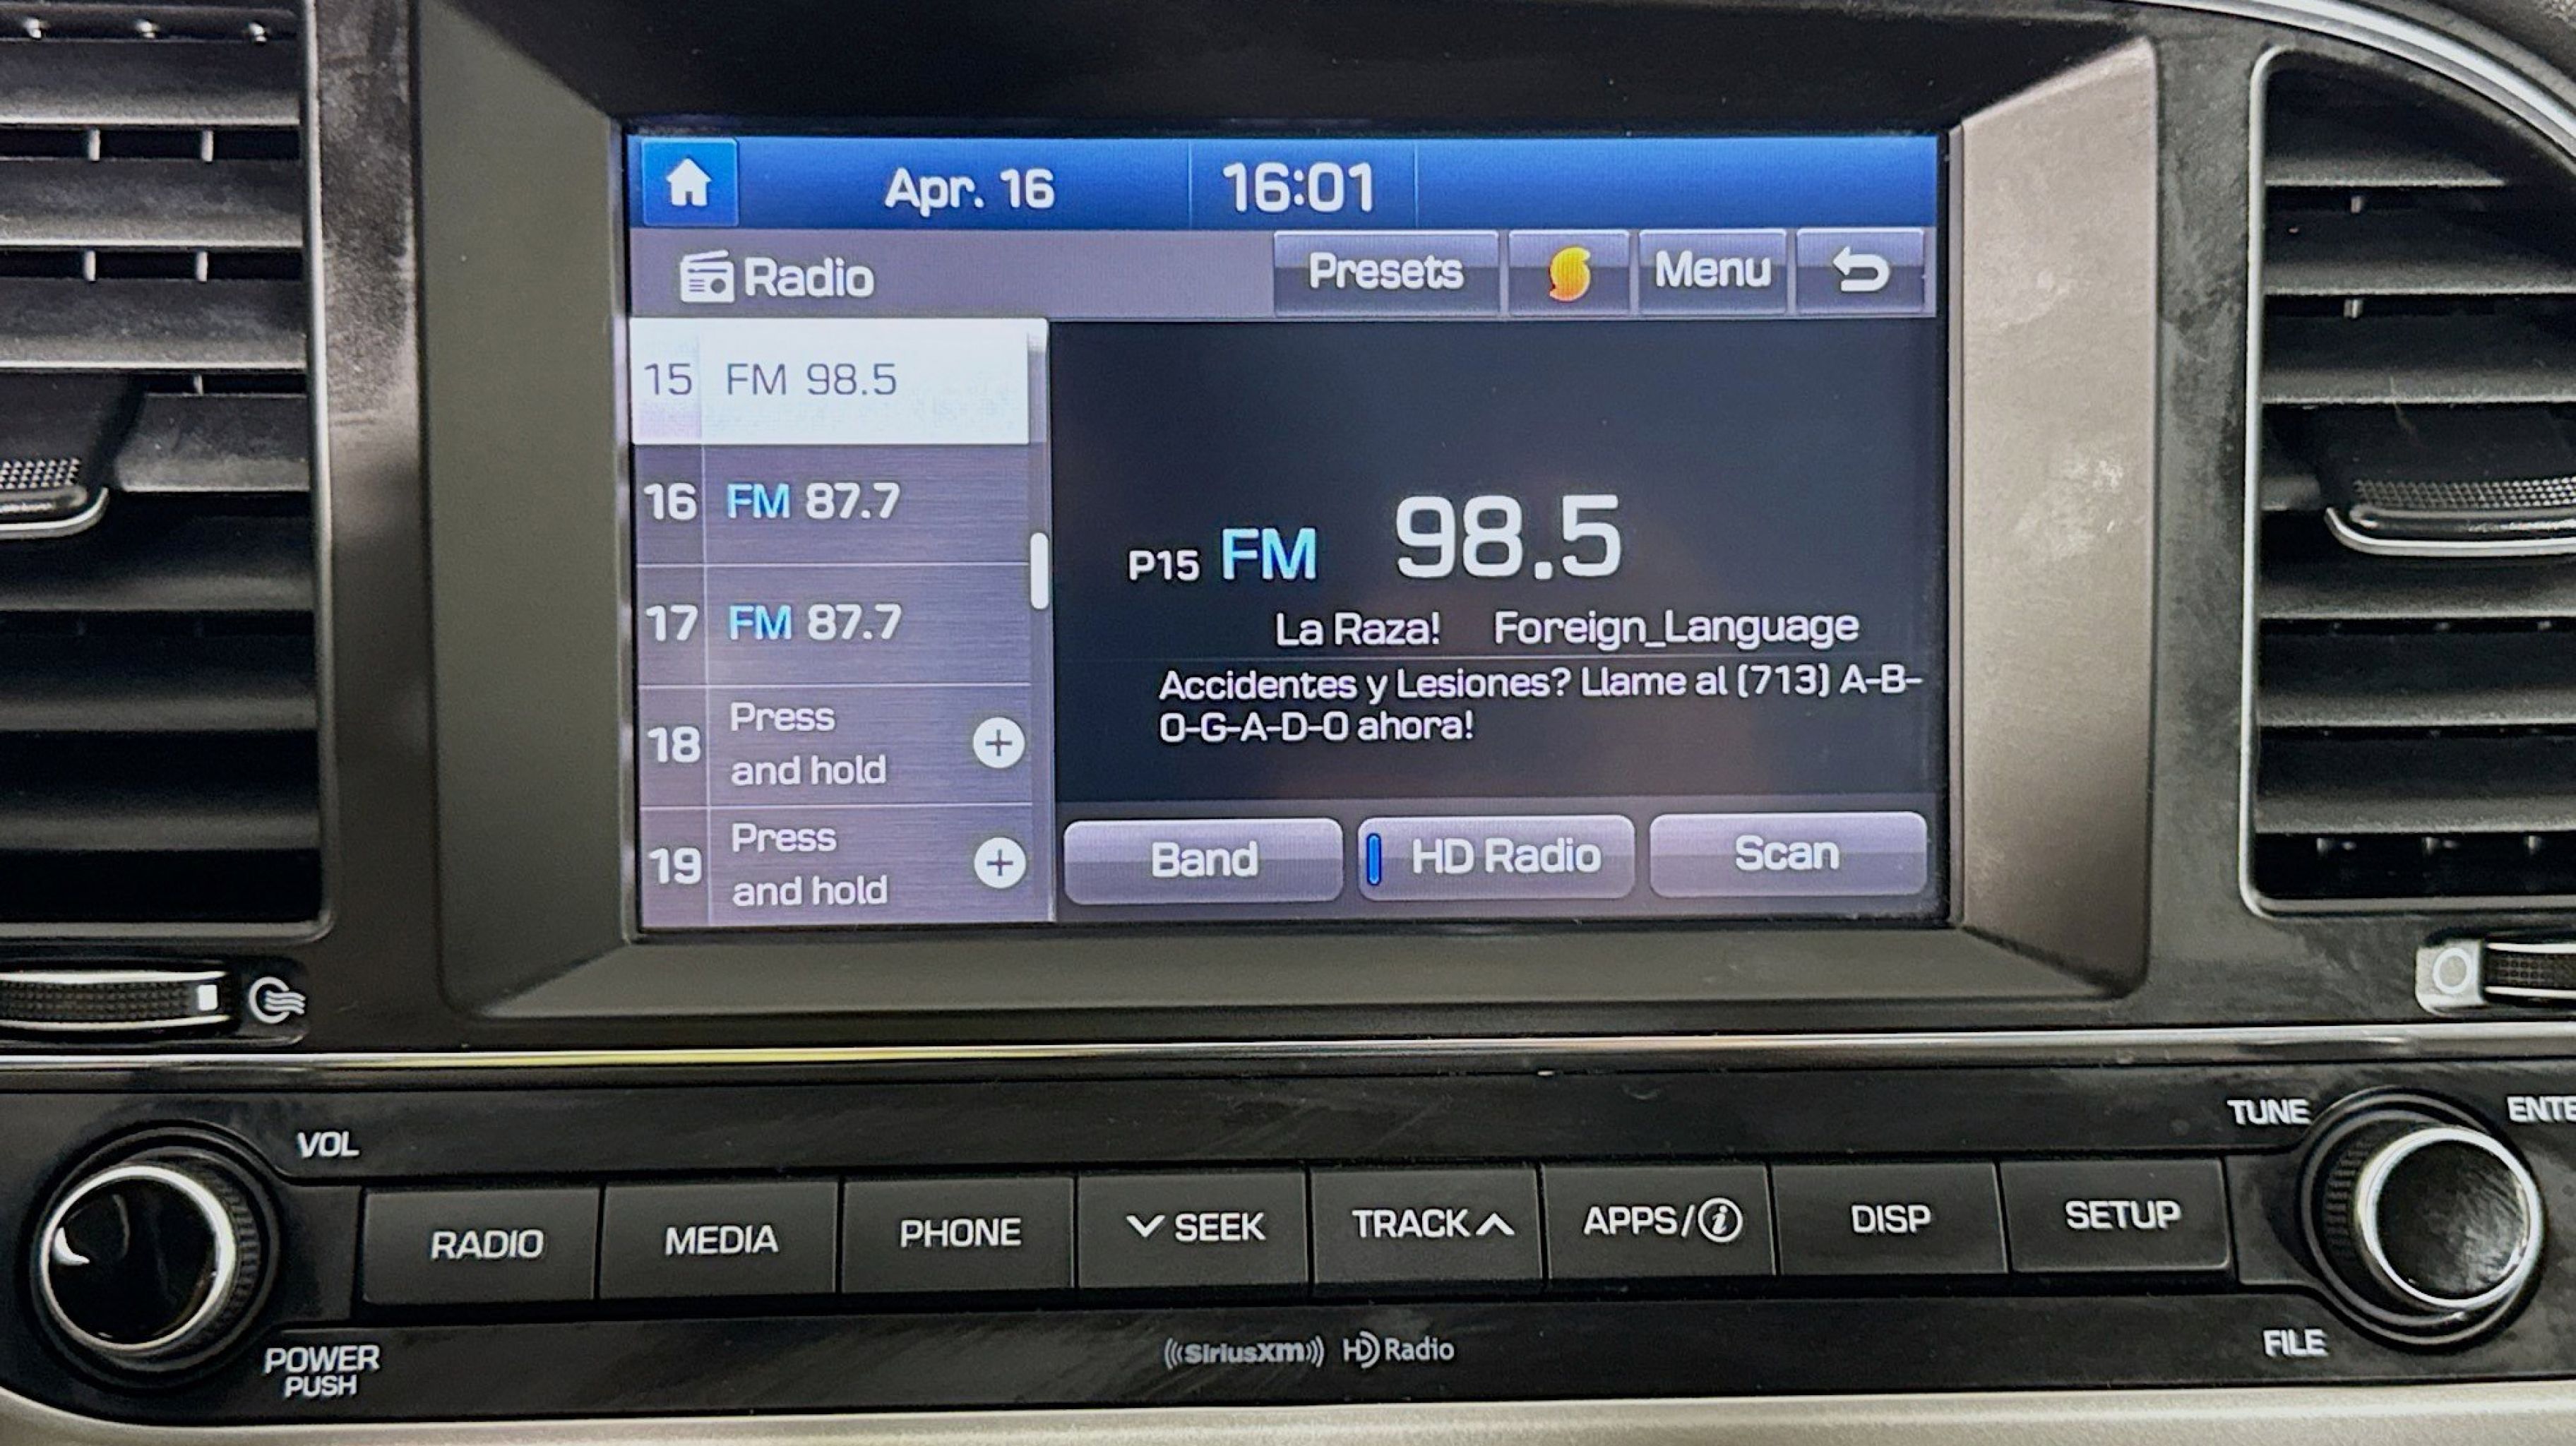 Apr. 16 16:01
Radio Presets Menu
15 FM 98.5
16 FM 87.7
17 FM 87.7
18 Press
and hold
19 Press
and hold
P15 FM 98.5
La Raza! Foreign_Language
Accidentes y Lesiones? Llame al (713) A-B-
O-G-A-D-O ahora!
Band HD Radio Scan
VOL
TUNE
RADIO MEDIA PHONE SEEK TRACK APPS/i DISP SETUP
POWER
PUSH
SiriusXM HD Radio
FILE